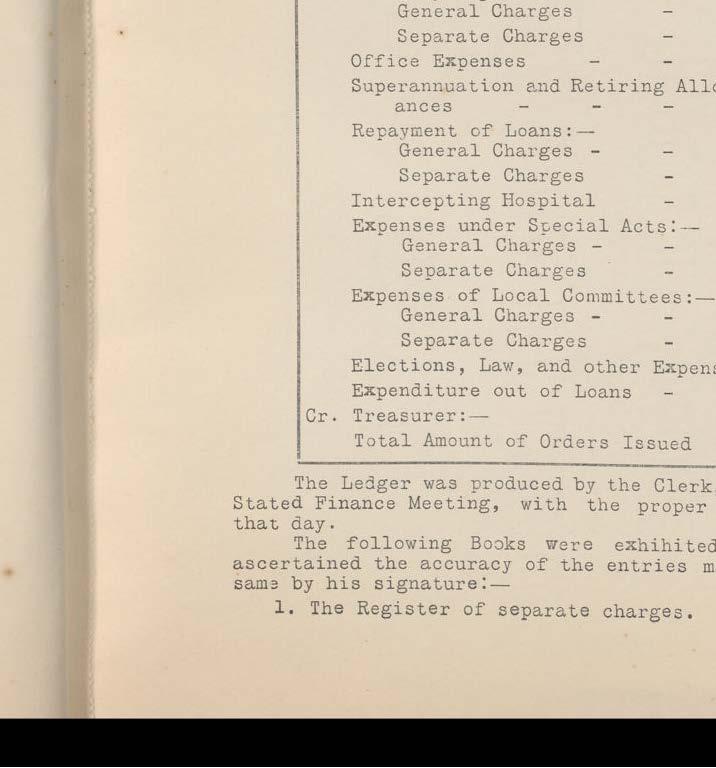 General Charges -
Separate Charges -
Office Expenses - -
Superannuation and Retiring Allo
ances - - -
Repayment of Loans:—
General Charges - -
Separate Charges -
Intercepting Hospital -
Expenses under Special Acts:—
General Charges - -
Separate Charges -
Expenses of Local Committees:—
General Charges - -
Separate Charges -
Elections, Law, and other Expens
Expenditure out of Loans -
Cr. Treasurer:—
Total Amount of Orders Issued
The Ledger was produced by the Clerk
Stated Finance Meeting, with the proper
that day.
The following Books were exhihited
ascertained the accuracy of the entries m
same by his signature:—
1. The Register of separate charges.